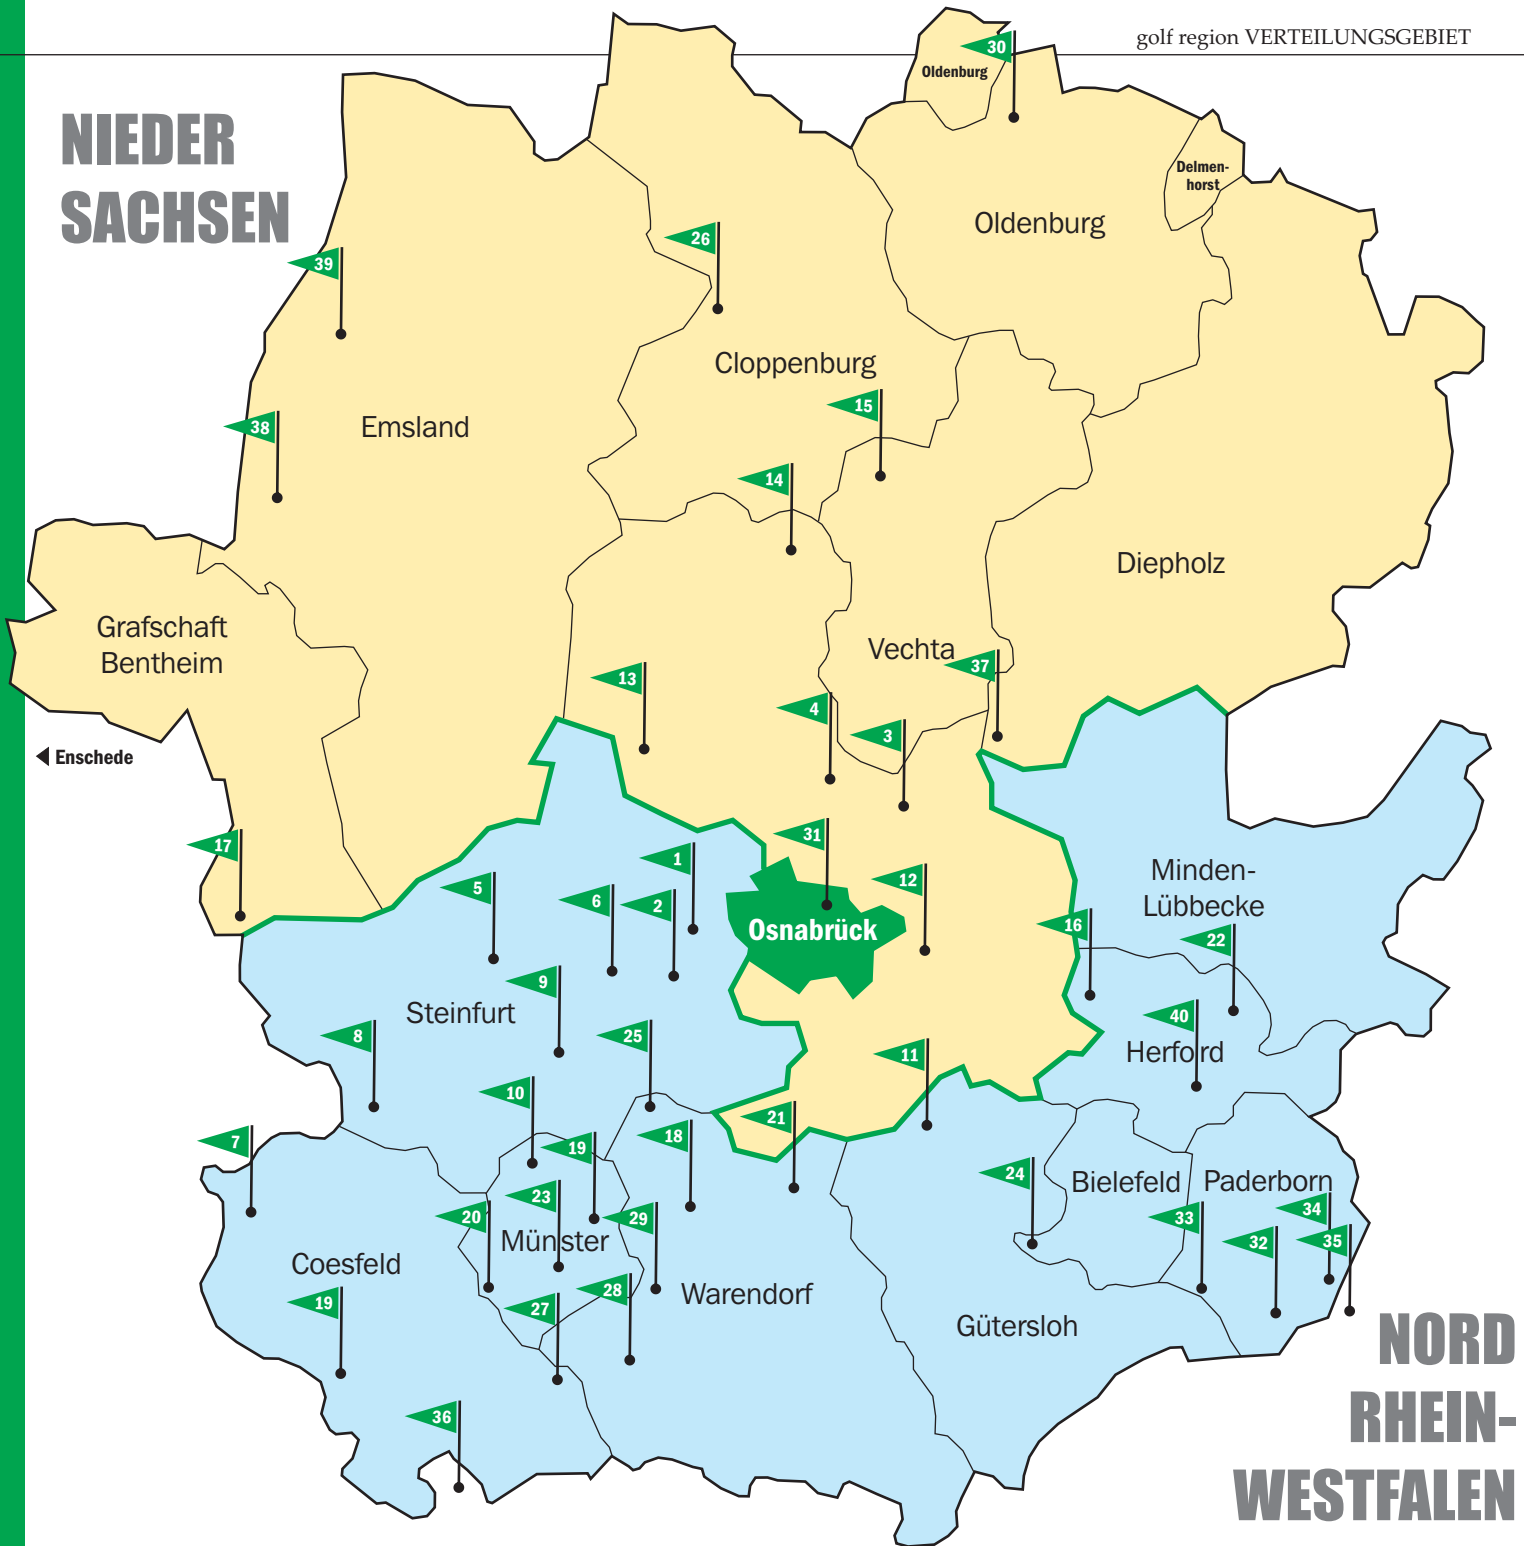 golf region VERTEILUNGSGEBIET
NIEDER
SACHSEN
30
Oldenburg
Delmen-
horst
Oldenburg
26
39
Cloppenburg
15
38
Emsland
14
Diepholz
Grafschaft
Bentheim
Vechta
37
13
4
3
Enschede
31
17
1
12
5
6
2
Minden-
Lübbecke
16
22
Osnabrück
9
Steinfurt
8
25
40
Herford
11
10
21
7
19
18
24
Bielefeld
Paderborn
23
20
29
34
33
32
35
Münster
Coesfeld
28
Warendorf
19
27
Gütersloh
36
NORD
RHEIN-
WESTFALEN